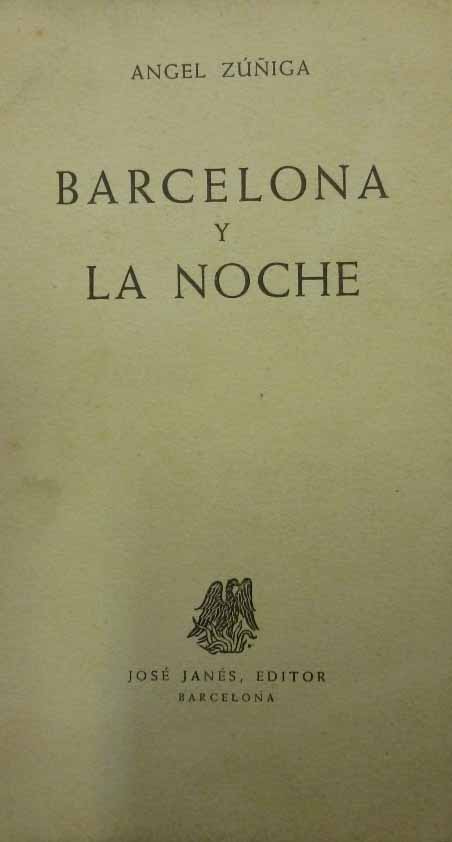 ANGEL ZÚÑIGA
BARCELONA
Y
LA NOCHE
JOSÉ JANÉS, EDITOR
BARCELONA